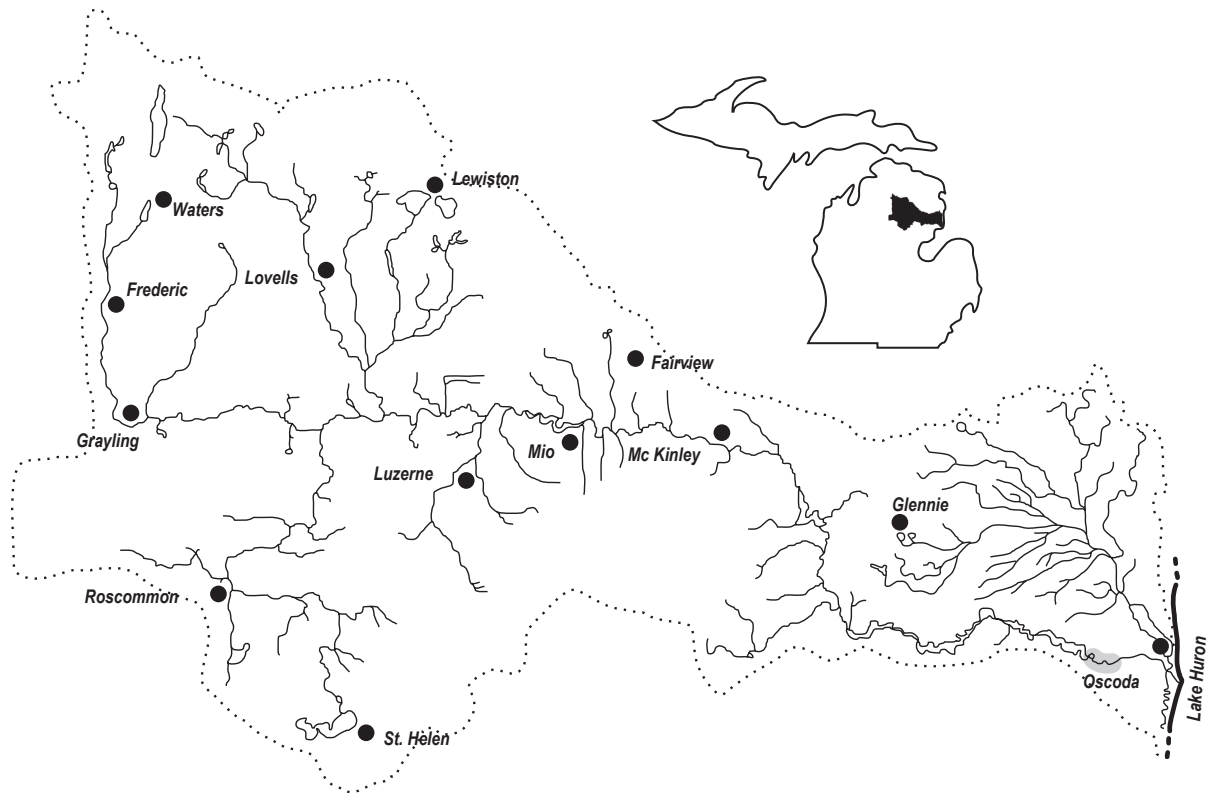 Lewiston
Waters
Lovells
Frederic
Fairview
Grayling
Mio
Mc Kinley
Luzerne
Glennie
Roscommon
Oscoda
Lake Huron
St. Helen